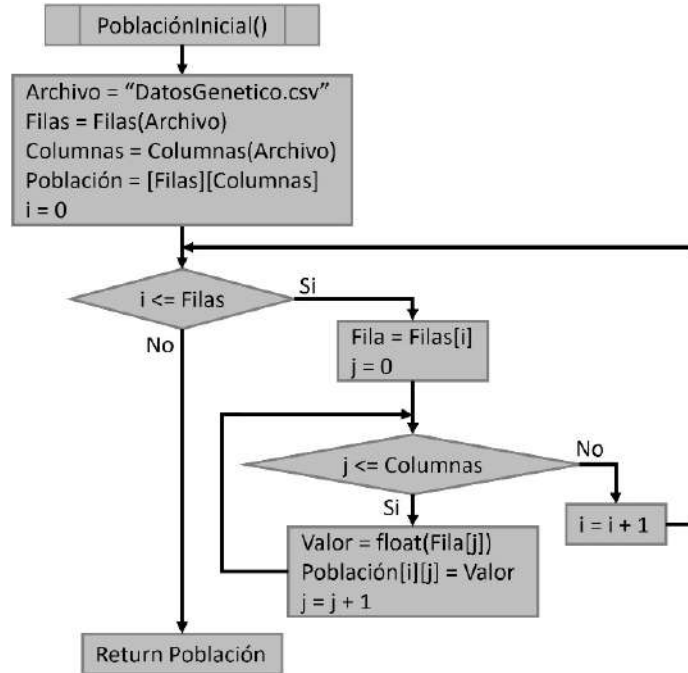 PoblaciónInicial()
Archivo = “DatosGenetico.csv”
Filas = Filas(Archivo)
Columnas = Columnas(Archivo)
Población = [Filas][Columnas]
i = 0
i <= Filas
Si
No
Fila = Filas[i]
j = 0
j <= Columnas
No
Si
i = i + 1
Valor = float(Fila[j])
Población[i][j] = Valor
j = j + 1
Return Población